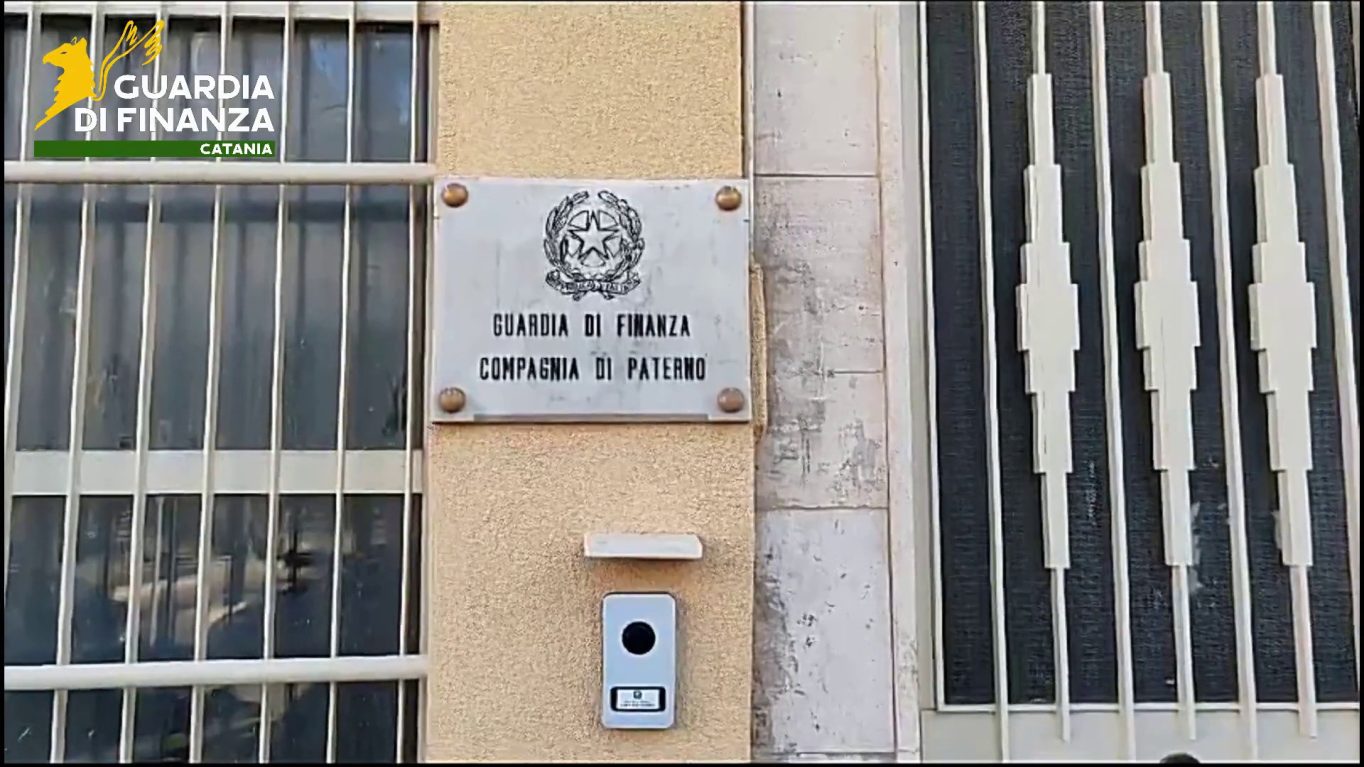 GUARDIA
DI FINANZA
CATANIA
GUARDIA DI FINANZA
COMPAGNIA DI PATERNO